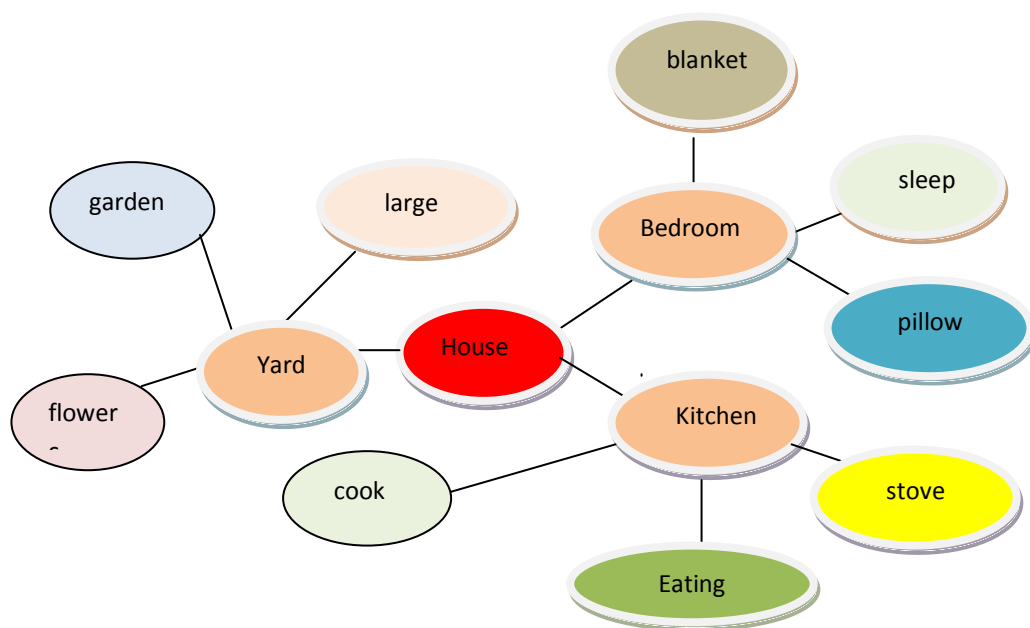 blanket
sleep
garden
large
Bedroom
pillow
House
Yard
Kitchen
flower
cook
stove
Eating